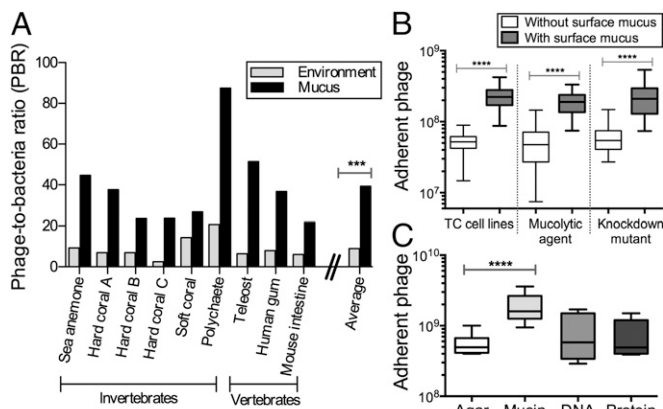 A
Phage-to-bacteria ratio (PBR)
100
80
60
40
20
0
Environment
Mucus
***
Sea anemone
Hard coral A
Hard coral B
Hard coral C
Soft coral
Polychaete
Teleost
Human gum
Mouse intestine
Average
Invertebrates
Vertebrates
B
Without surface mucus
With surface mucus
Adherent phage
10⁹
10⁸
10⁷
****
****
****
TC cell lines
Mucolytic agent
Knockdown mutant
C
Adherent phage
10¹⁰
10⁹
10⁸
****
Agar
Mucin
DNA
Protein